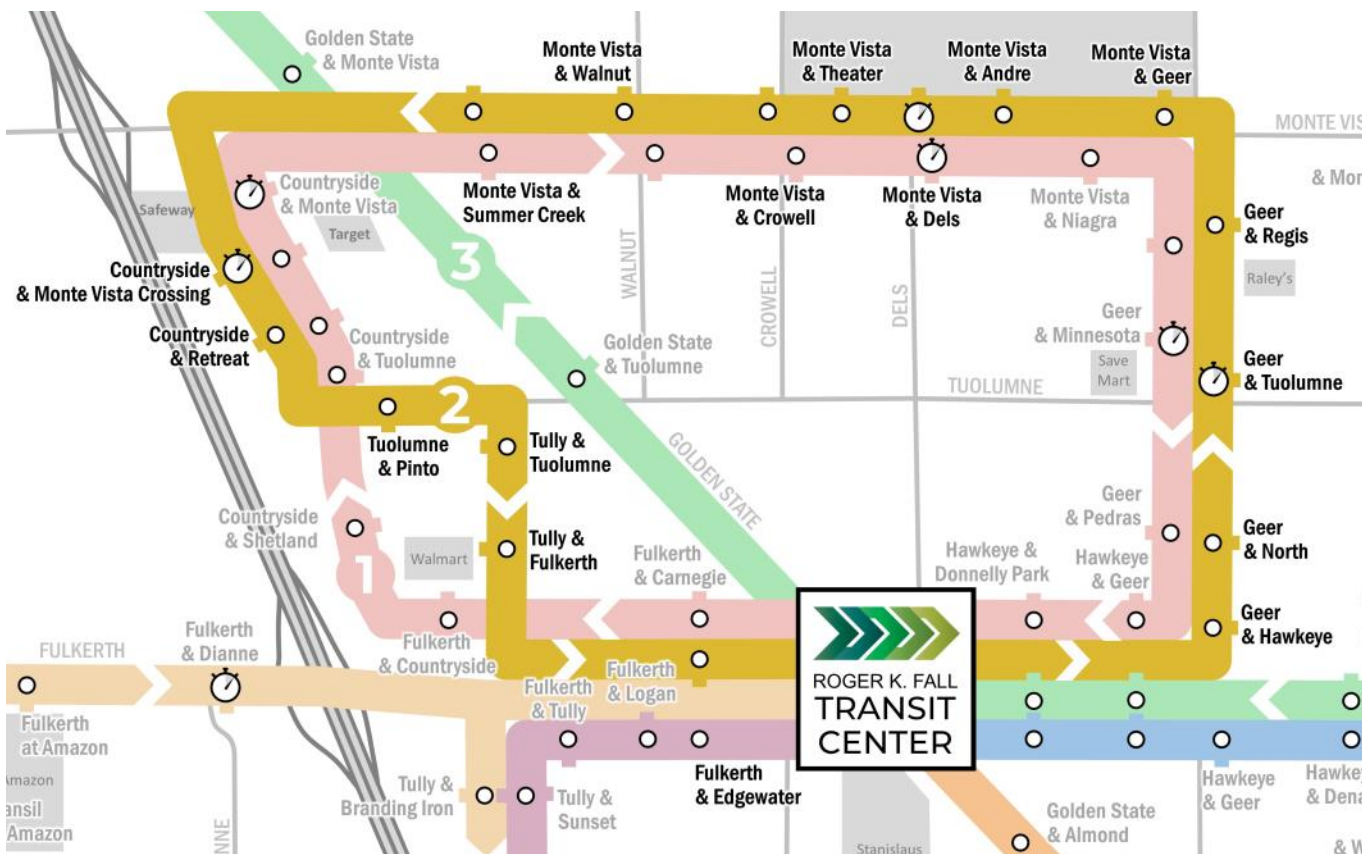 Golden State
& Monte Vista
Monte Vista
& Walnut
Monte Vista
& Theater
Monte Vista
& Andre
Monte Vista
& Geer
MONTE VIS
& Mon
Safeway
Countryside
& Monte Vista
Target
Monte Vista &
Summer Creek
Monte Vista
& Crowell
Monte Vista
& Dels
Monte Vista
& Niagra
Geer
& Regis
Countryside
& Monte Vista Crossing
3
WALNUT
CROWELL
DELS
Raley's
Countryside
& Retreat
Countryside
& Tuolumne
Golden State
& Tuolumne
Geer
& Minnesota
Save
Mart
Geer
& Tuolumne
TUOLUMNE
2
Tuolumne
& Pinto
Tully &
Tuolumne
GOLDEN STATE
Countryside
& Shetland
Walmart
Tully &
Fulkerth
Fulkerth
& Carnegie
Hawkeye &
Donnelly Park
Geer
& Pedras
Hawkeye
& Geer
Geer
& North
1
Geer
& Hawkeye
FULKERTH
Fulkerth
& Dianne
Fulkerth
& Countryside
Fulkerth
& Tully
Fulkerth
& Logan
ROGER K. FALL
TRANSIT
CENTER
Fulkerth
at Amazon
Amazon
ansil
Amazon
NNE
Tully &
Branding Iron
Tully &
Sunset
Fulkerth
& Edgewater
Golden State
& Almond
Hawkeye
& Geer
Hawkey
& Dena
Stanislaus
& W